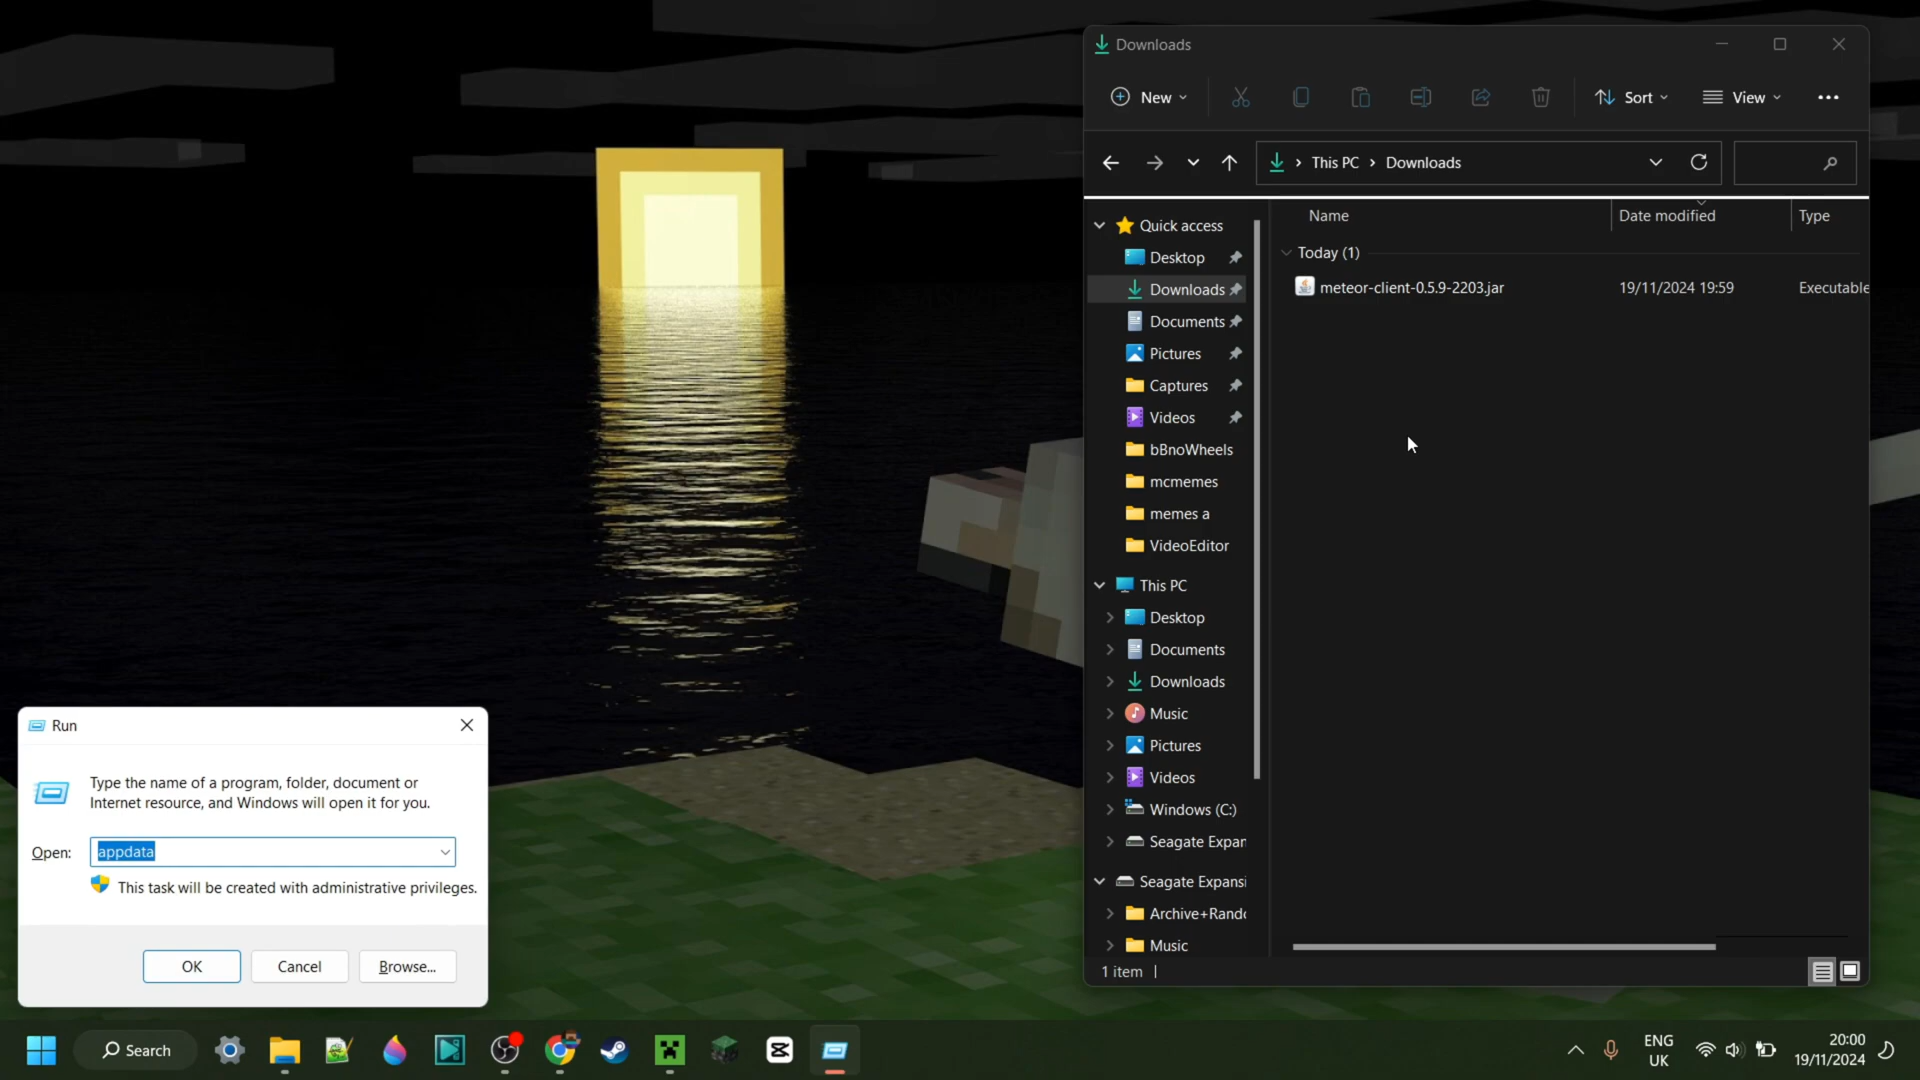 Downloads
New
Sort
View
This PC
Downloads
Name
Date modified
Type
Quick access
Desktop
Downloads
Documents
Pictures
Captures
Videos
bBnoWheels
mcmemes
memes a
VideoEditor
This PC
Desktop
Documents
Downloads
Music
Pictures
Videos
Windows (C:)
Seagate Expan
Seagate Expansi
Archive+Rando
Music
Today (1)
meteor-client-0.5.9-2203.jar
19/11/2024 19:59
Executable
1 item
Run
Type the name of a program, folder, document or
Internet resource, and Windows will open it for you.
Open:
appdata
This task will be created with administrative privileges.
OK
Cancel
Browse...
Search
ENG
UK
20:00
19/11/2024